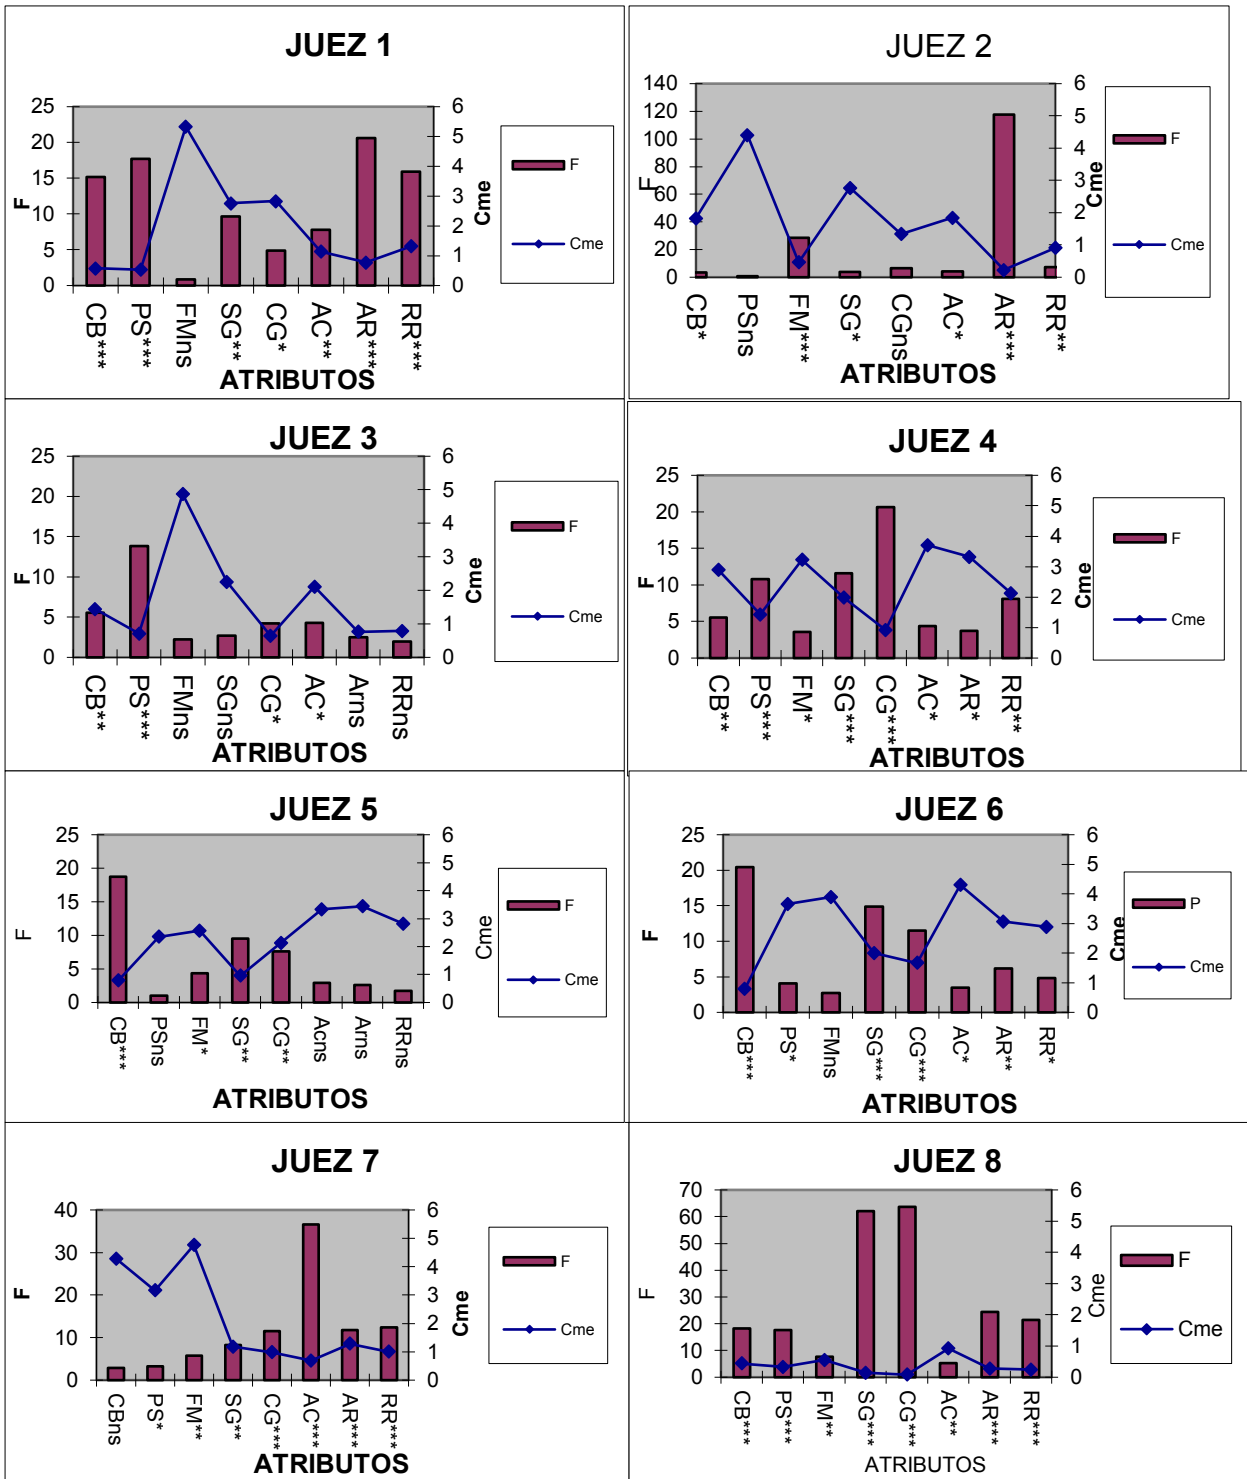 JUEZ 1
25
20
15
10
5
0
F
6
5
4
3
2
1
0
Cme
CB***
PS***
FMns
SG**
CG*
AC**
AR***
RR***
ATRIBUTOS
F
Cme
JUEZ 2
140
120
100
80
60
40
20
0
F
6
5
4
3
2
1
0
Cme
CB*
PSns
FM***
SG*
CGns
AC*
AR***
RR**
ATRIBUTOS
F
Cme
JUEZ 3
25
20
15
10
5
0
F
6
5
4
3
2
1
0
Cme
CB**
PS***
FMns
SGns
CG*
AC*
Arns
RRns
ATRIBUTOS
F
Cme
JUEZ 4
25
20
15
10
5
0
F
6
5
4
3
2
1
0
Cme
CB**
PS***
FM*
SG***
CG***
AC*
AR*
RR**
ATRIBUTOS
F
Cme
JUEZ 5
25
20
15
10
5
0
F
6
5
4
3
2
1
0
Cme
CB***
PSns
FM*
SG**
CG**
Acns
Arns
RRns
ATRIBUTOS
F
Cme
JUEZ 6
25
20
15
10
5
0
F
6
5
4
3
2
1
0
Cme
CB***
PS*
FMns
SG***
CG***
AC*
AR**
RR*
ATRIBUTOS
P
Cme
JUEZ 7
40
30
20
10
0
F
6
5
4
3
2
1
0
Cme
CBns
PS*
FM**
SG**
CG***
AC***
AR***
RR***
ATRIBUTOS
F
Cme
JUEZ 8
70
60
50
40
30
20
10
0
F
6
5
4
3
2
1
0
Cme
CB***
PS***
FM**
SG***
CG***
AC**
AR***
RR***
ATRIBUTOS
F
Cme